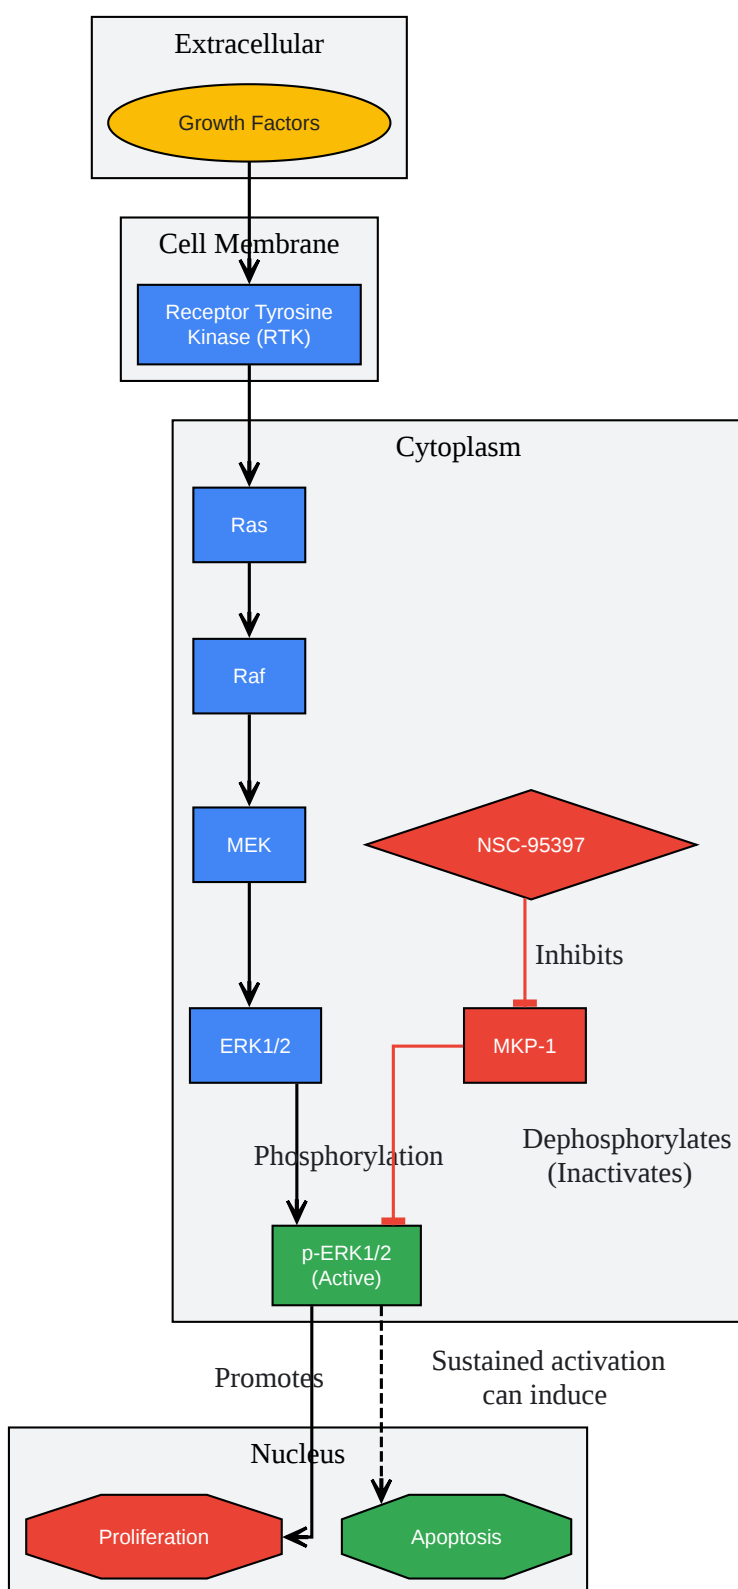 Extracellular
Growth Factors
Cell Membrane
Receptor Tyrosine
Kinase (RTK)
Cytoplasm
Ras
Raf
MEK
NSC-95397
Inhibits
ERK1/2
MKP-1
Phosphorylation
Dephosphorylates
(Inactivates)
p-ERK1/2
(Active)
Promotes
Sustained activation
can induce
Nucleus
Proliferation
Apoptosis